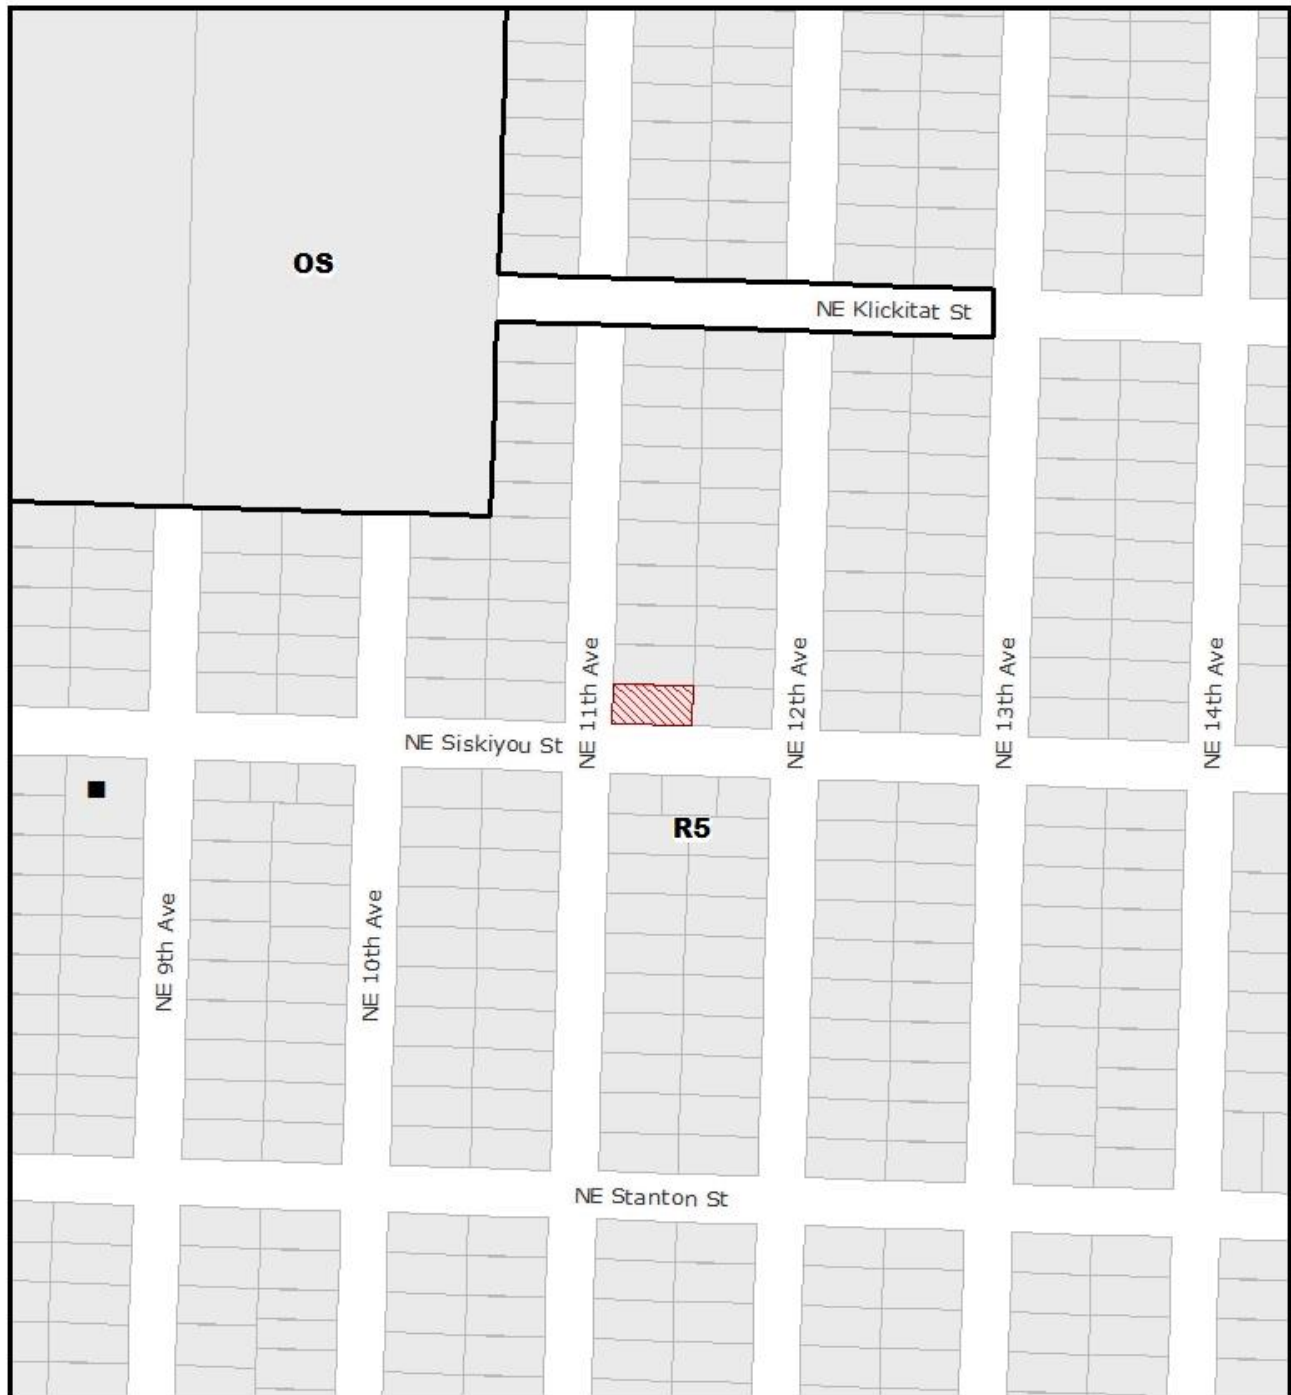 OS
NE Klickitat St
NE 11th Ave
NE 12th Ave
NE 13th Ave
NE 14th Ave
NE Siskiyou St
R5
NE 9th Ave
NE 10th Ave
NE Stanton St